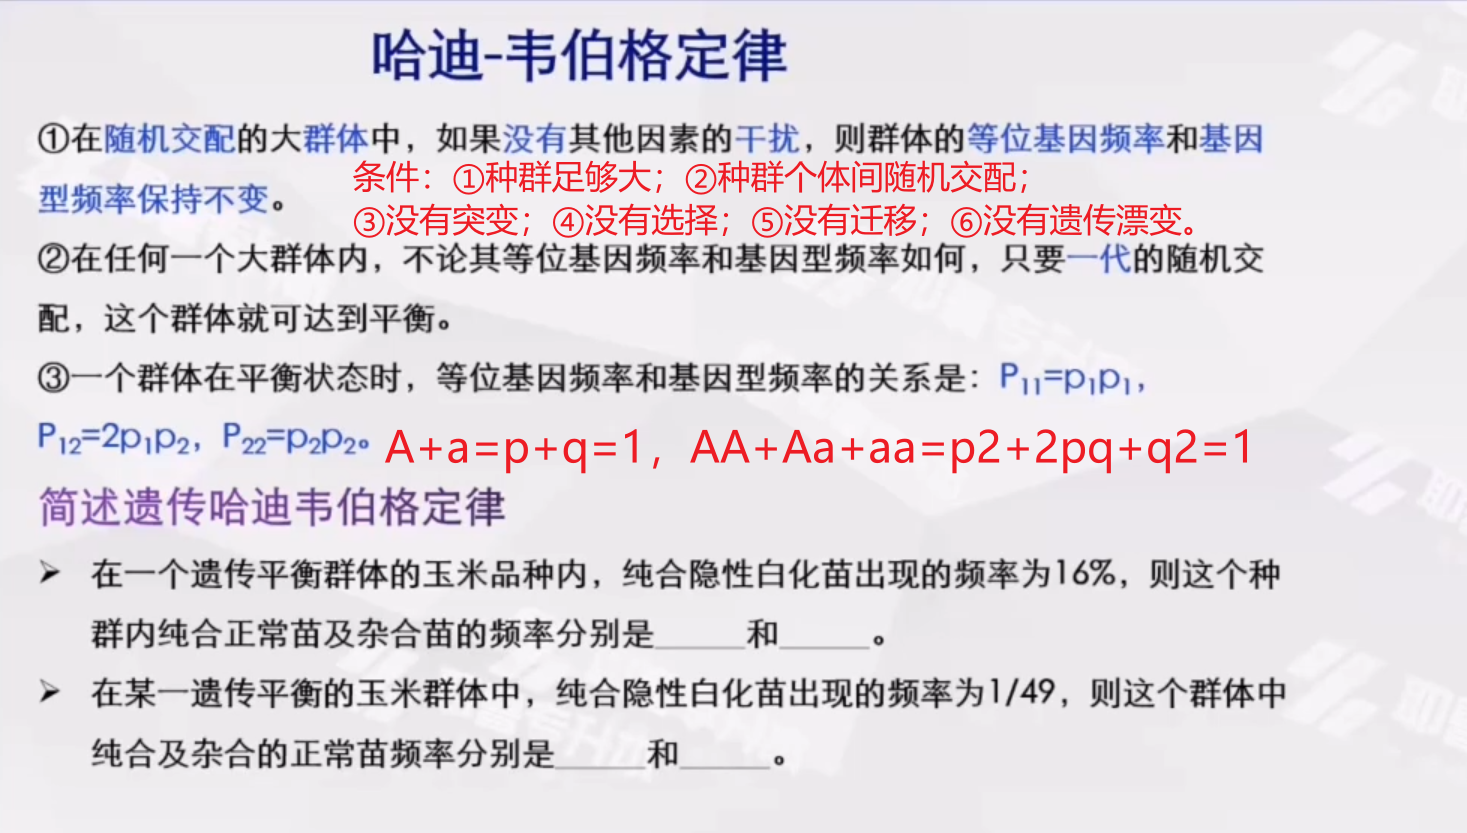 哈迪-韦伯格定律
①在随机交配的大群体中，如果没有其他因素的干扰，则群体的等位基因频率和基因
条件：①种群足够大；②种群个体间随机交配；
型频率保持不变。
③没有突变；④没有选择；⑤没有迁移；⑥没有遗传漂变。
②在任何一个大群体内，不论其等位基因频率和基因型频率如何，只要一代的随机交
配，这个群体就可达到平衡。
③一个群体在平衡状态时，等位基因频率和基因型频率的关系是：P₁₁=p₁p₁，
P₁₂=2p₁p₂，P₂₂=p₂p₂。A+a=p+q=1，AA+Aa+aa=p2+2pq+q2=1
简述遗传哈迪韦伯格定律
➢ 在一个遗传平衡群体的玉米品种内，纯合隐性白化苗出现的频率为16%，则这个种
群内纯合正常苗及杂合苗的频率分别是_____和_____。
➢ 在某一遗传平衡的玉米群体中，纯合隐性白化苗出现的频率为1/49，则这个群体中
纯合及杂合的正常苗频率分别是_____和_____。